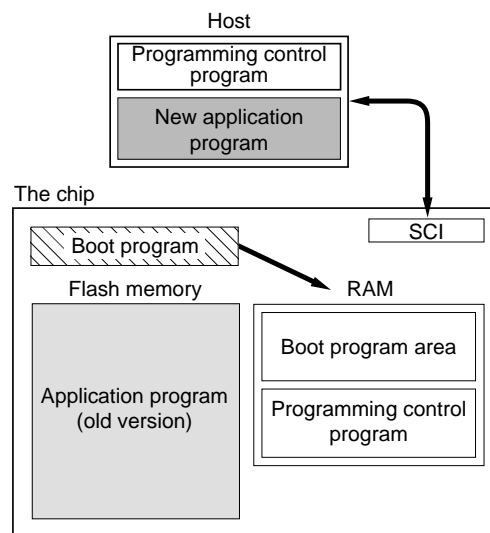 Host
Programming control
program
New application
program
The chip
SCI
Boot program
Flash memory
RAM
Application program
(old version)
Boot program area
Programming control
program